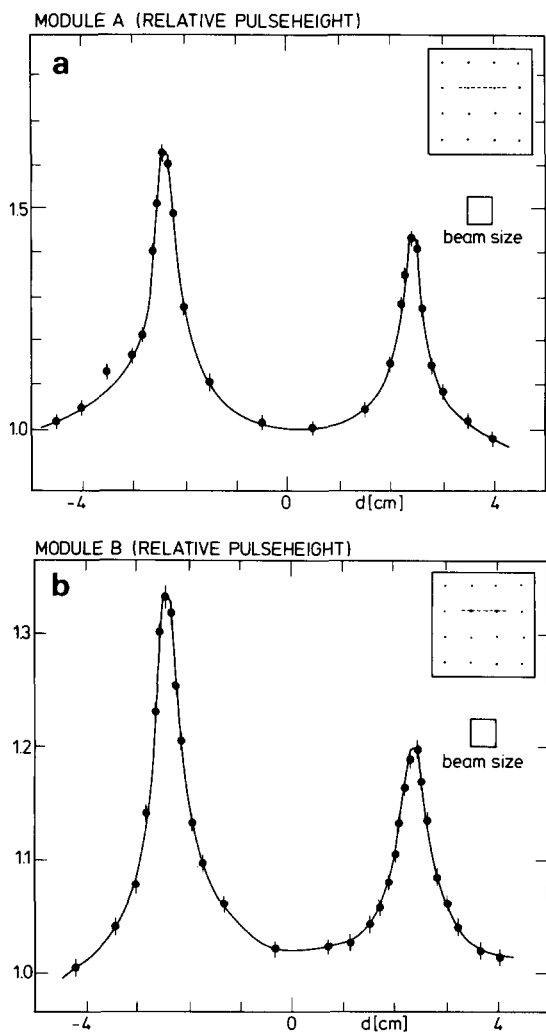 MODULE A (RELATIVE PULSEHEIGHT)
a
1.5
beam size
1.0
-4 0 d[cm] 4
MODULE B (RELATIVE PULSEHEIGHT)
b
1.3
1.2
beam size
1.1
1.0
-4 0 d[cm] 4